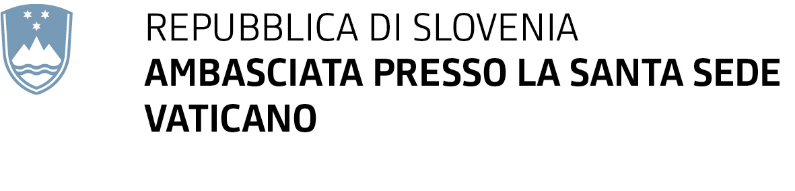 REPUBBLICA DI SLOVENIA
AMBASCIATA PRESSO LA SANTA SEDE
VATICANO